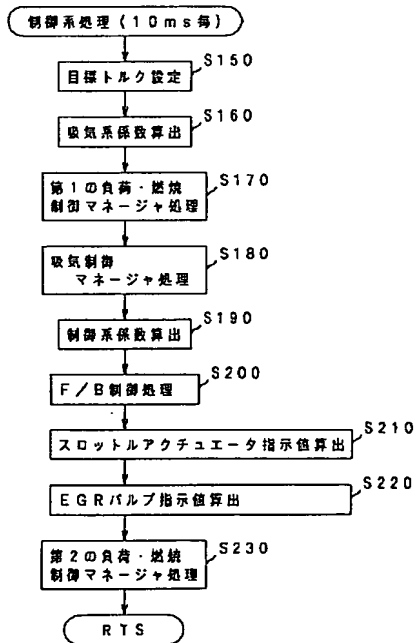 制御系処理(10ms毎)
S150
目標トルク設定
S160
吸気系係数算出
S170
第1の負荷・燃焼
制御マネージャ処理
S180
吸気制御
マネージャ処理
S190
制御系係数算出
S200
F/B制御処理
S210
スロットルアクチュエータ指示値算出
S220
EGRバルブ指示値算出
S230
第2の負荷・燃焼
制御マネージャ処理
RTS